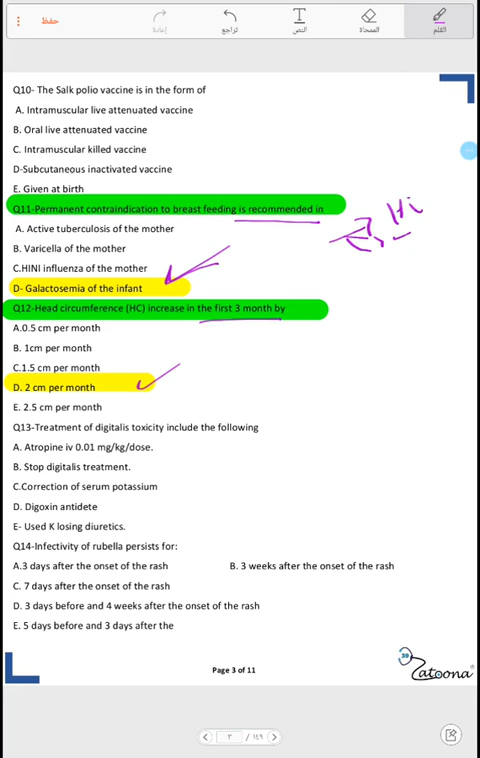 حفظ
إعادة
تراجع
النص
الممحاة
القلم
Q10- The Salk polio vaccine is in the form of
A. Intramuscular live attenuated vaccine
B. Oral live attenuated vaccine
C. Intramuscular killed vaccine
D-Subcutaneous inactivated vaccine
E. Given at birth
Q11-Permanent contraindication to breast feeding is recommended in
A. Active tuberculosis of the mother
B. Varicella of the mother
C.HINI influenza of the mother
D- Galactosemia of the infant
Q12-Head circumference (HC) increase in the first 3 month by
A.0.5 cm per month
B. 1cm per month
C.1.5 cm per month
D. 2 cm per month
E. 2.5 cm per month
Q13-Treatment of digitalis toxicity include the following
A. Atropine iv 0.01 mg/kg/dose.
B. Stop digitalis treatment.
C.Correction of serum potassium
D. Digoxin antidete
E- Used K losing diuretics.
Q14-Infectivity of rubella persists for:
A.3 days after the onset of the rash B. 3 weeks after the onset of the rash
C. 7 days after the onset of the rash
D. 3 days before and 4 weeks after the onset of the rash
E. 5 days before and 3 days after the
Page 3 of 11
Zatoona
٣ / ١٤٩